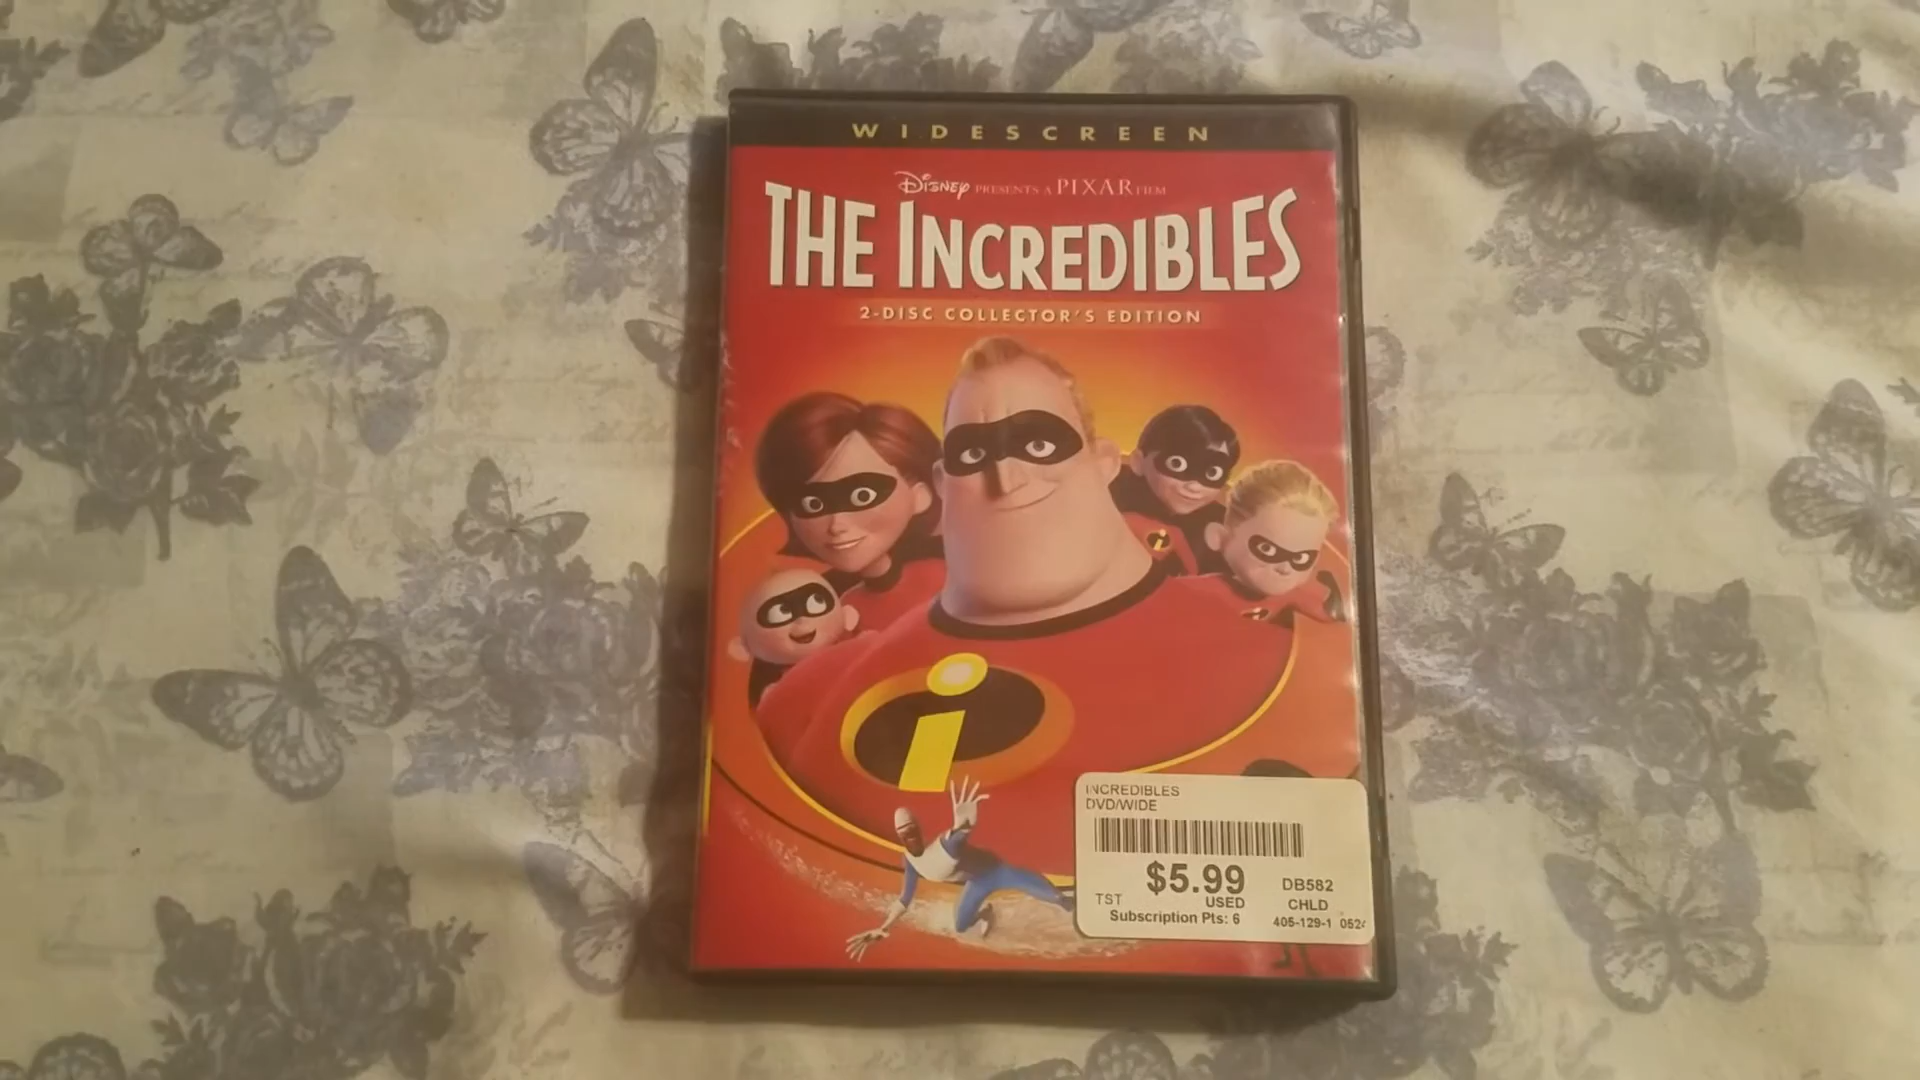 WIDESCREEN
DISNEY PRESENTS A PIXAR FILM
THE INCREDIBLES
2-DISC COLLECTOR'S EDITION
INCREDIBLES
DVD/WIDE
$5.99
DB582
TST USED CHLD
Subscription Pts: 6 405-129-1 052